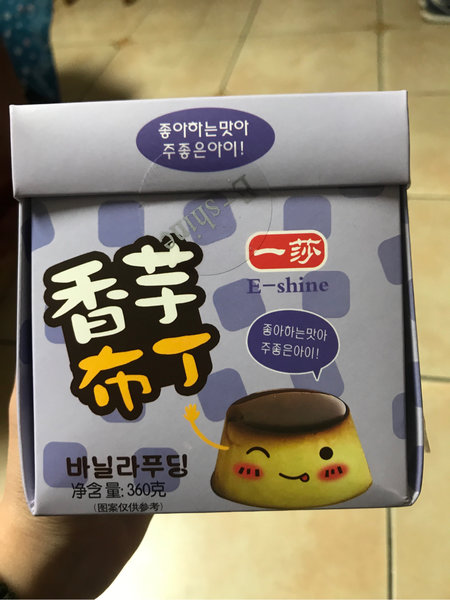 좋아하는맛아
주좋은아이!
E-shine
一莎
E-shine
香芋
布丁
좋아하는맛아
주좋은아이!
바닐라푸딩
净含量:360克
(图案仅供参考)